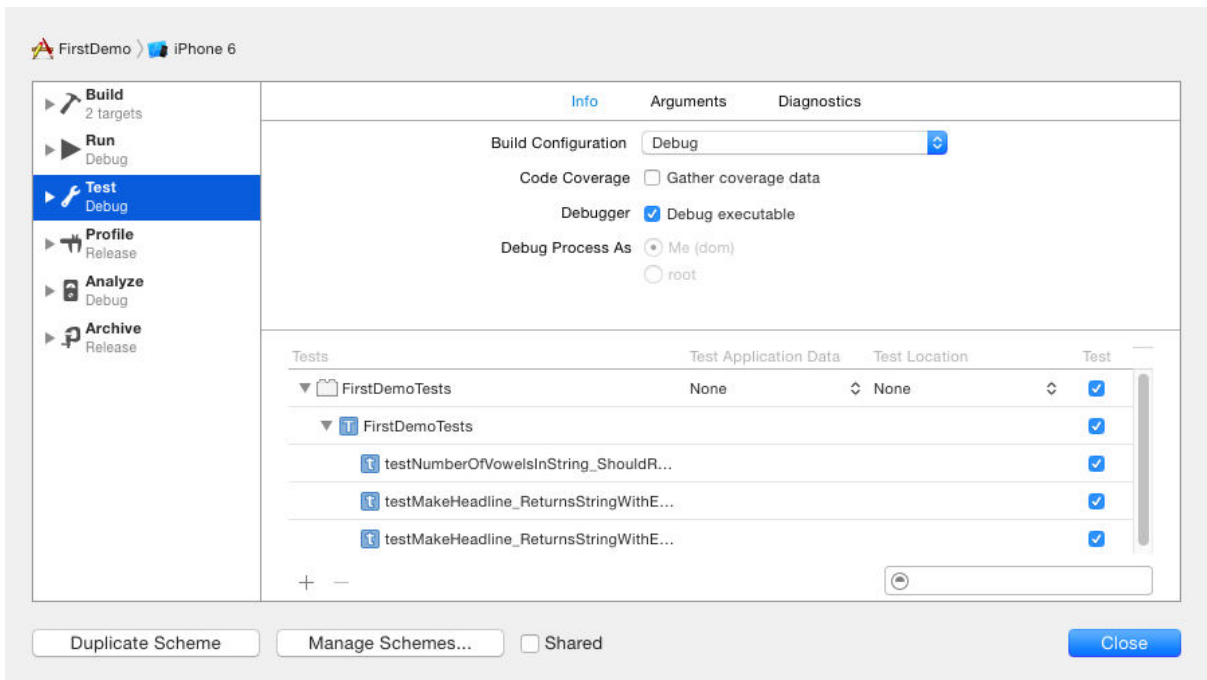 FirstDemo iPhone 6
Build
2 targets
Run
Debug
Test
Debug
Profile
Release
Analyze
Debug
Archive
Release
Info Arguments Diagnostics
Build Configuration Debug
Code Coverage Gather coverage data
Debugger Debug executable
Debug Process As Me (dom)
root
Tests Test Application Data Test Location Test
FirstDemoTests None None
T FirstDemoTests
t testNumberOfVowelsInString_ShouldR...
t testMakeHeadline_ReturnsStringWithE...
t testMakeHeadline_ReturnsStringWithE...
Duplicate Scheme Manage Schemes... Shared Close